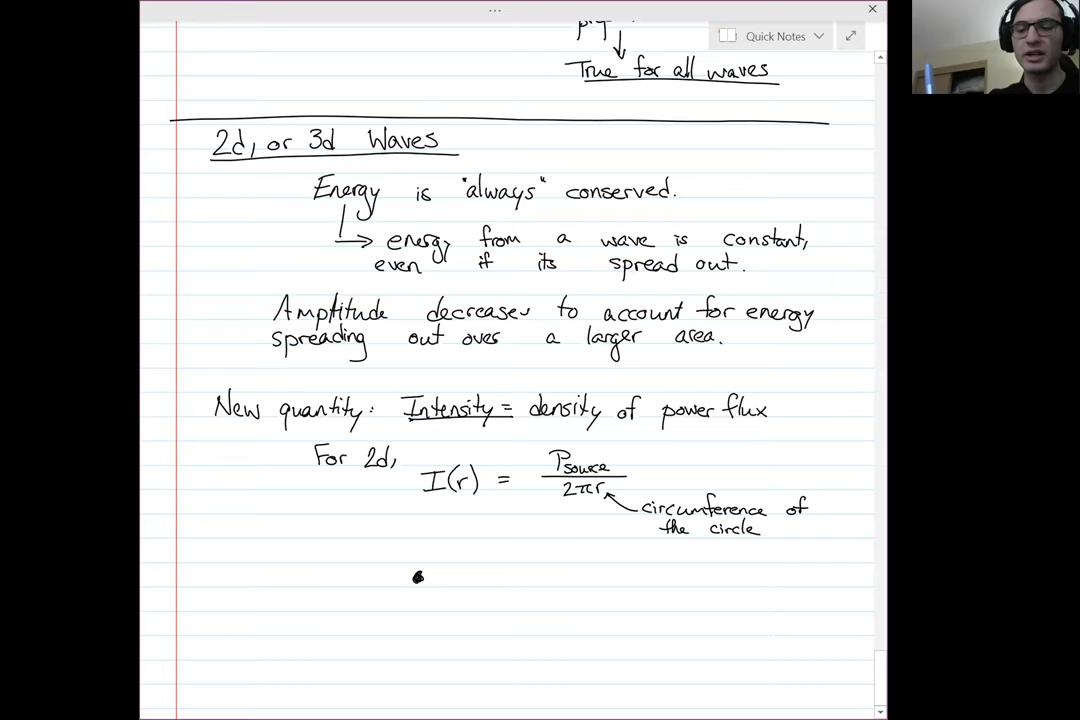 Quick Notes
True for all waves
2d, or 3d Waves
Energy is "always" conserved.
energy from a wave is constant,
even if its spread out.
Amplitude decreases to account for energy
spreading out over a larger area.
New quantity: Intensity = density of power flux
For 2d,
I(r) = Psource / 2πr
circumference of
the circle